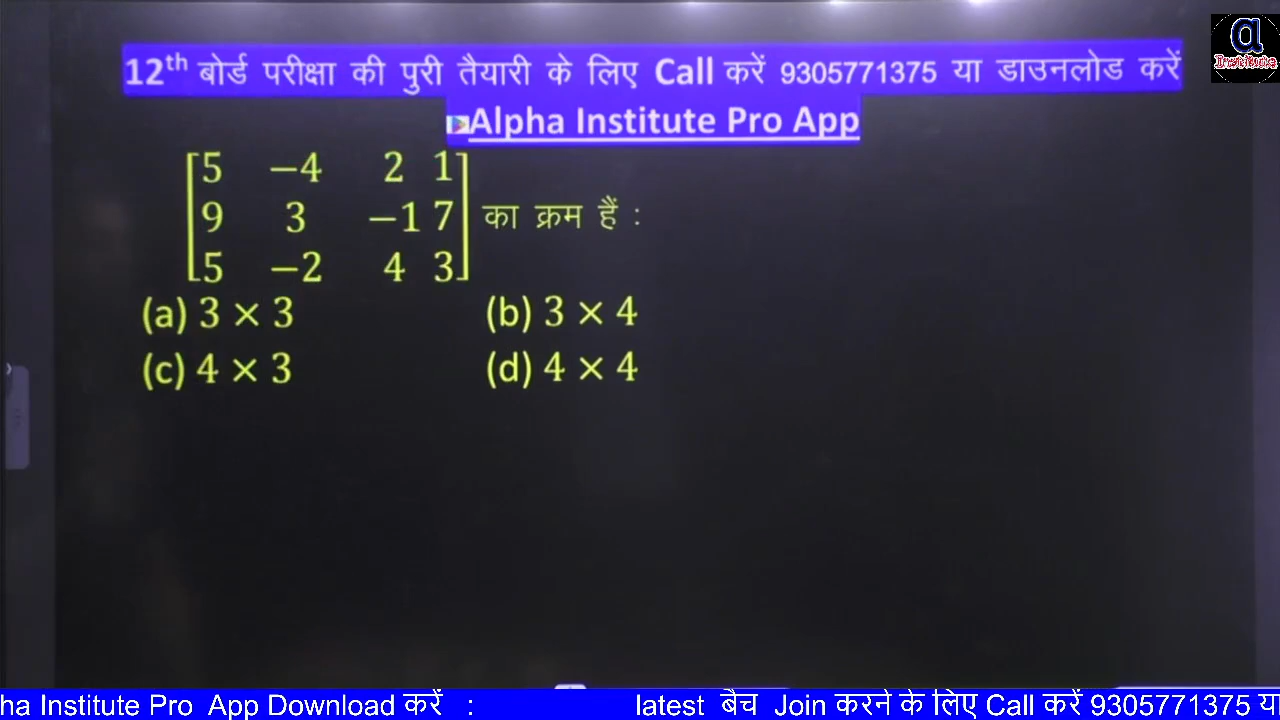 12th बोर्ड परीक्षा की पुरी तैयारी के लिए Call करें 9305771375 या डाउनलोड करें
Alpha Institute Pro App
5 −4 2 1
9 3 −1 7 का क्रम हैं :
5 −2 4 3
(a) 3 × 3 (b) 3 × 4
(c) 4 × 3 (d) 4 × 4
α
Institute
ha Institute Pro App Download करें : latest बैच Join करने के लिए Call करें 9305771375 या